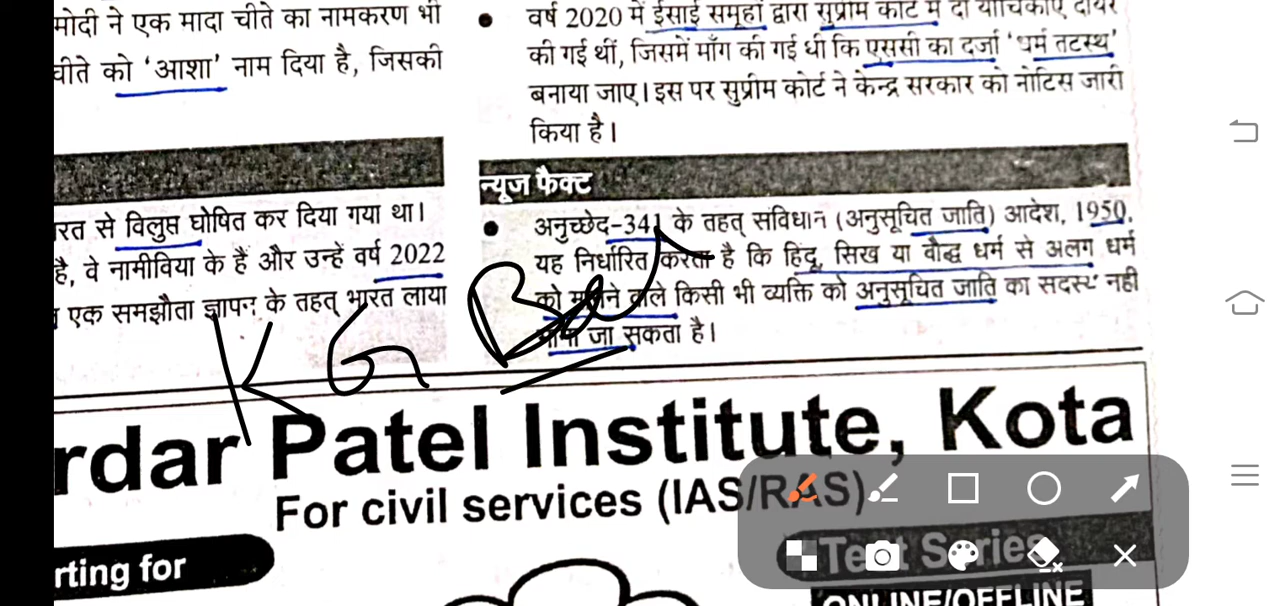 मोदी ने एक मादा चीते का नामकरण भी
चीते को ‘आशा’ नाम दिया है, जिसकी
रत से विलुप्त घोषित कर दिया गया था।
है, वे नामीविया के हैं और उन्हें वर्ष 2022
एक समझौता ज्ञापन के तहत् भारत लाया
वर्ष 2020 में ईसाई समूहों द्वारा सुप्रीम कोर्ट में दो याचिकाएँ दायर
की गई थीं, जिसमें माँग की गई थी कि एससी का दर्जा ‘धर्म तटस्थ’
बनाया जाए। इस पर सुप्रीम कोर्ट ने केन्द्र सरकार को नोटिस जारी
किया है।
न्यूज फैक्ट
अनुच्छेद-341 के तहत् संविधान (अनुसूचित जाति) आदेश, 1950,
यह निर्धारित करता है कि हिंदू, सिख या बौद्ध धर्म से अलग धर्म
को मानने वाले किसी भी व्यक्ति को अनुसूचित जाति का सदस्य नहीं
जा सकता है।
K G
rdar Patel Institute, Kota
For civil services (IAS/RAS)
rting for
Test Series
ONLINE/OFFLINE